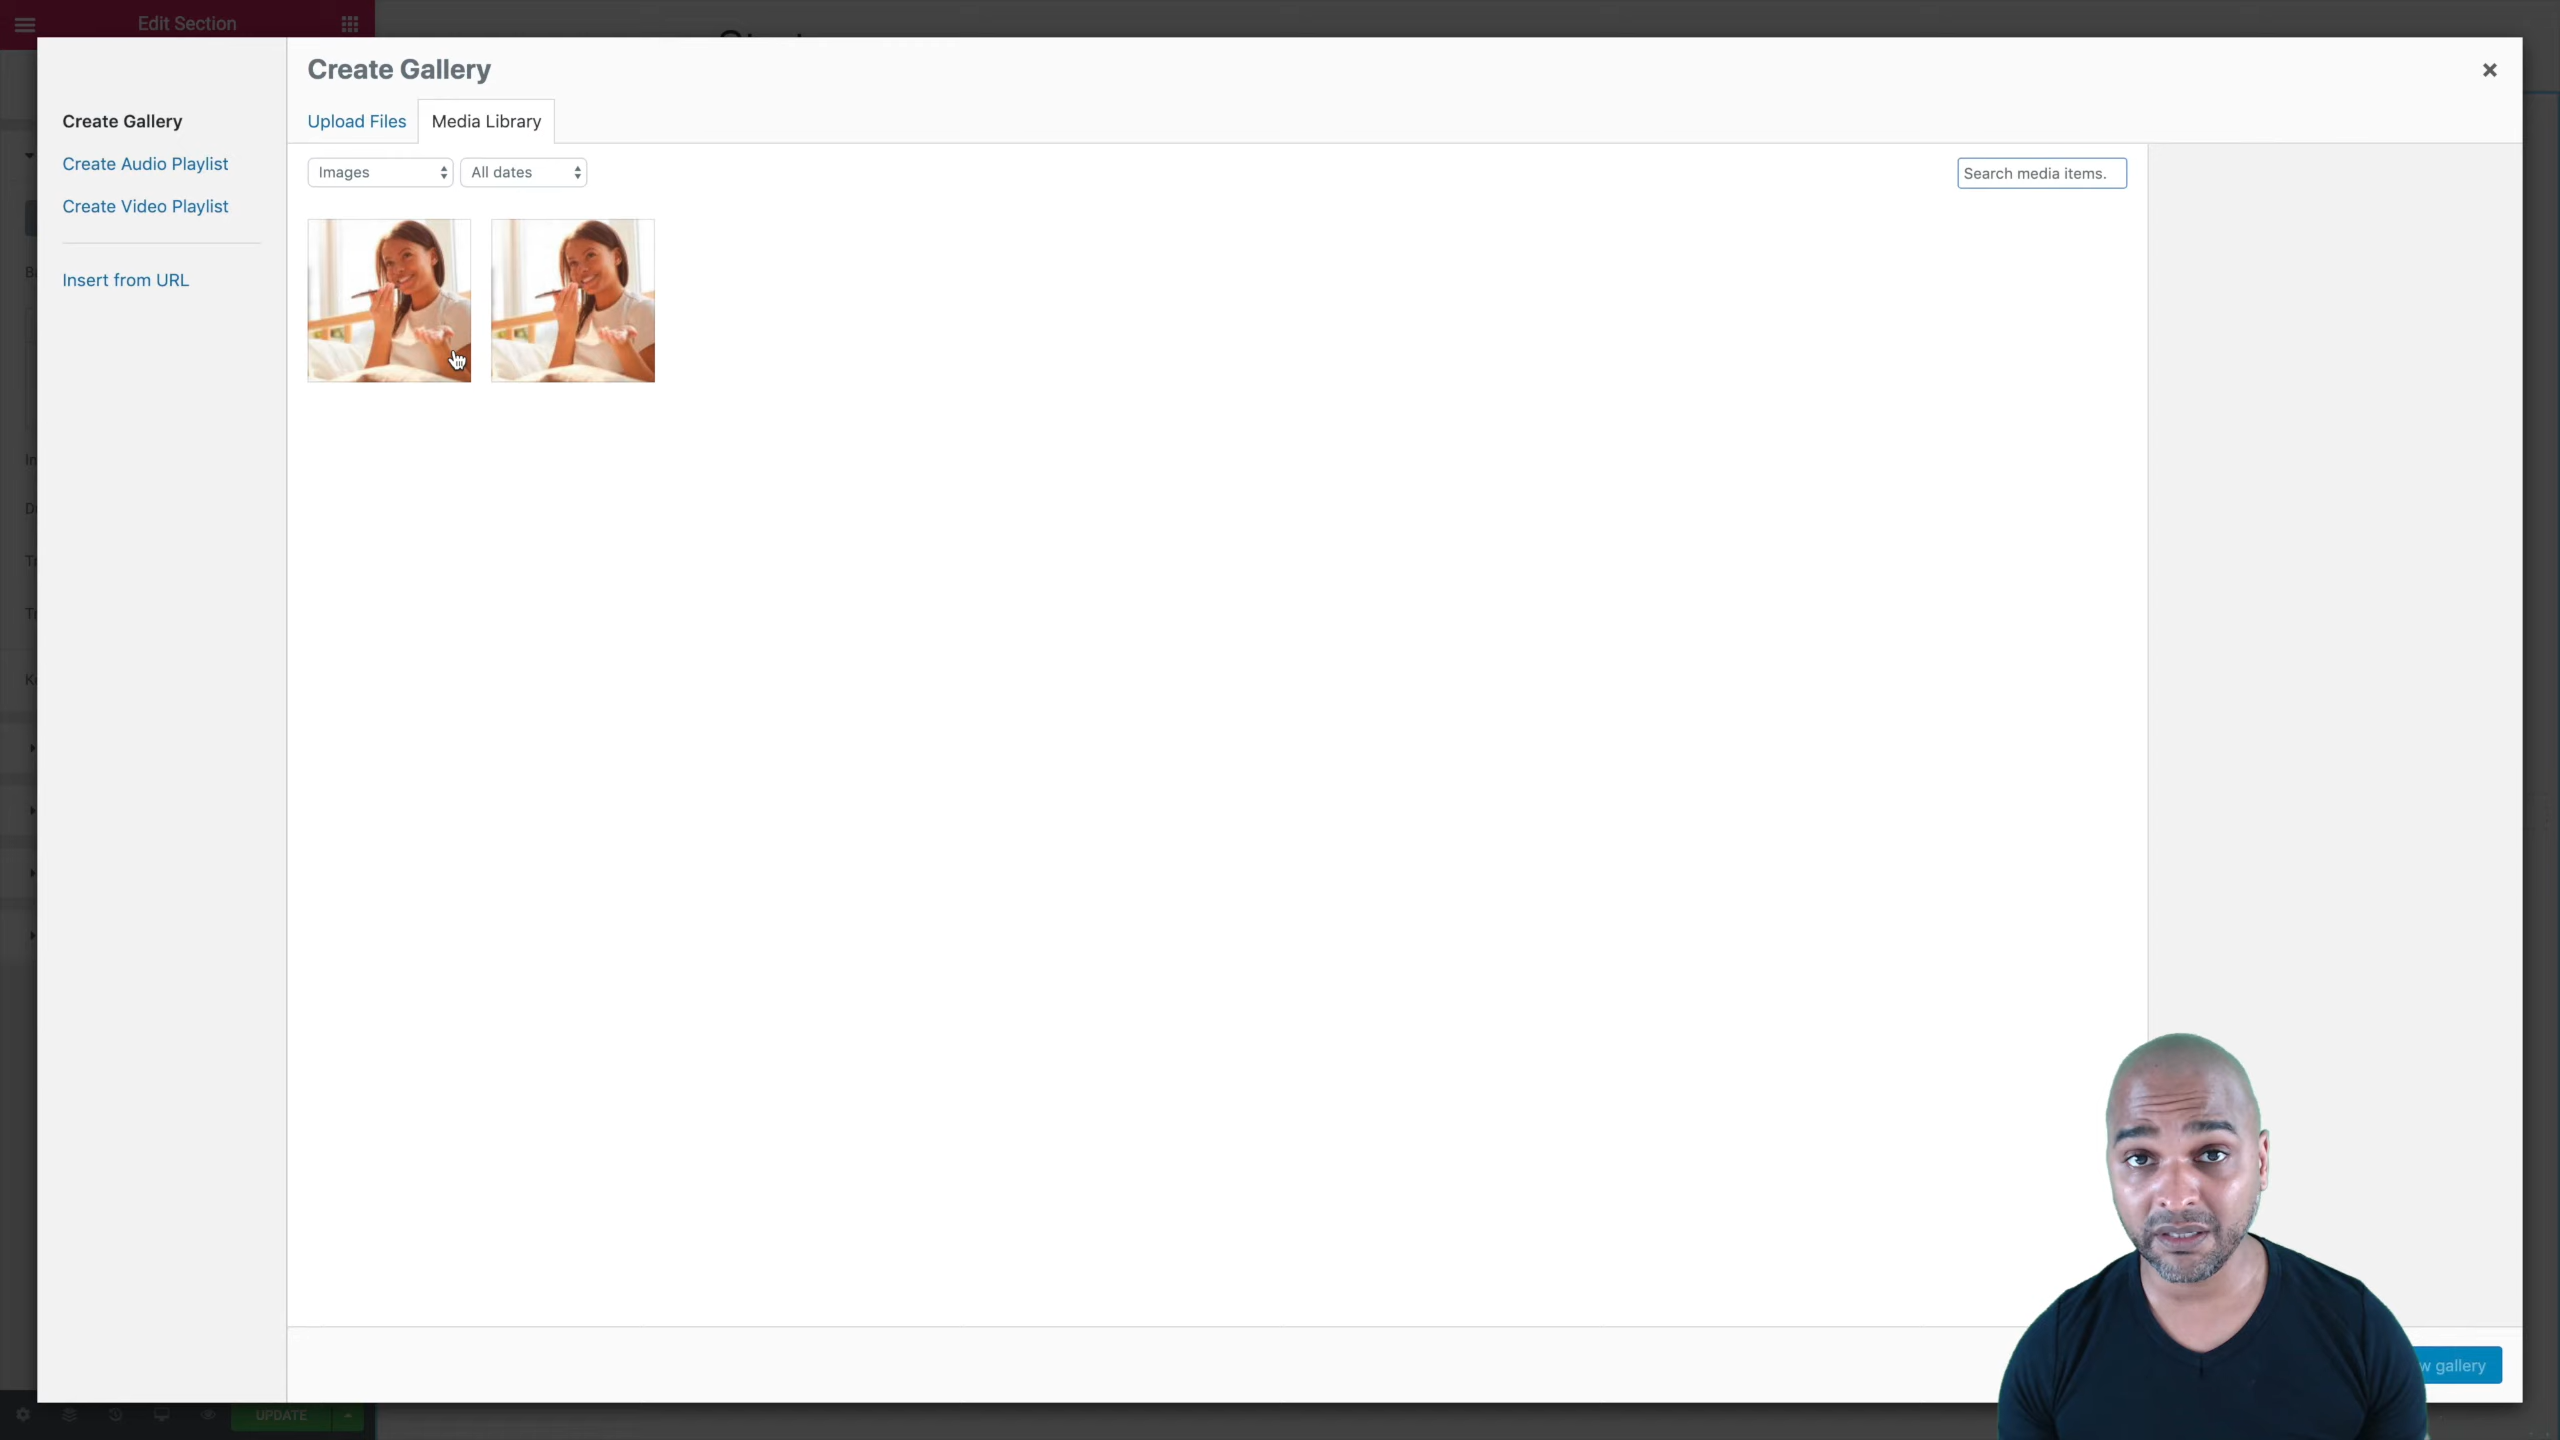 Edit Section
Create Gallery
Create Gallery
Upload Files
Media Library
Create Audio Playlist
Create Video Playlist
Insert from URL
Images
All dates
Search media items.
gallery
UPDATE